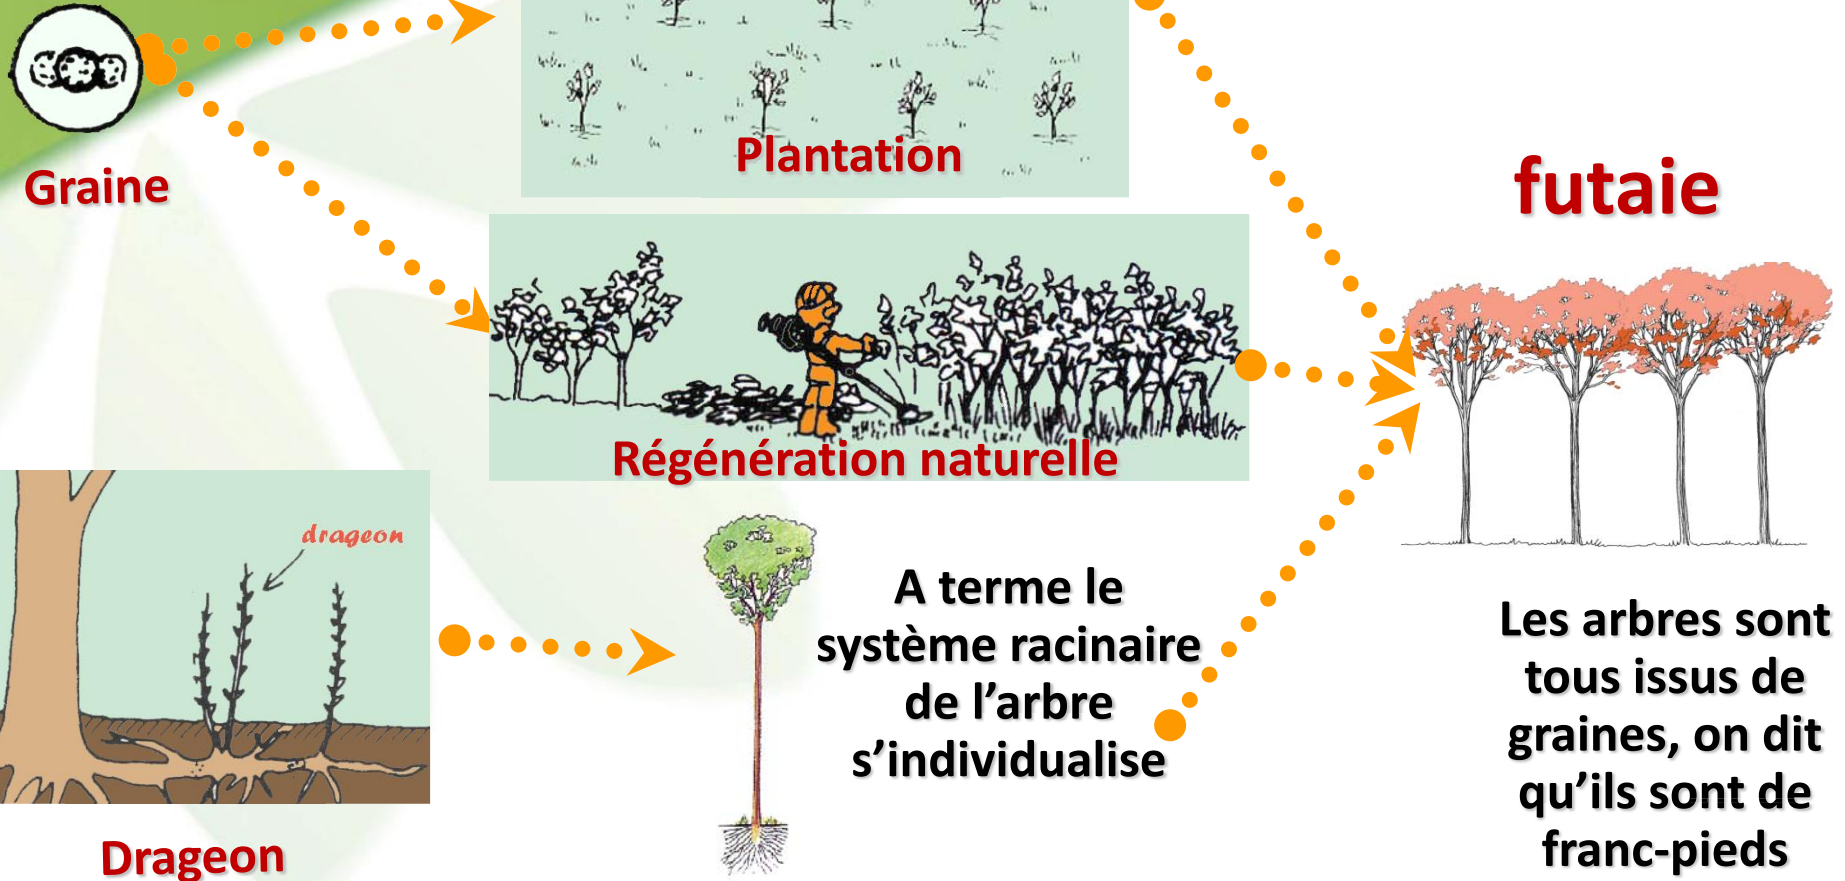 Graine
Plantation
Régénération naturelle
futaie
drageon
Drageon
A terme le
système racinaire
de l’arbre
s’individualise
Les arbres sont
tous issus de
graines, on dit
qu’ils sont de
franc-pieds